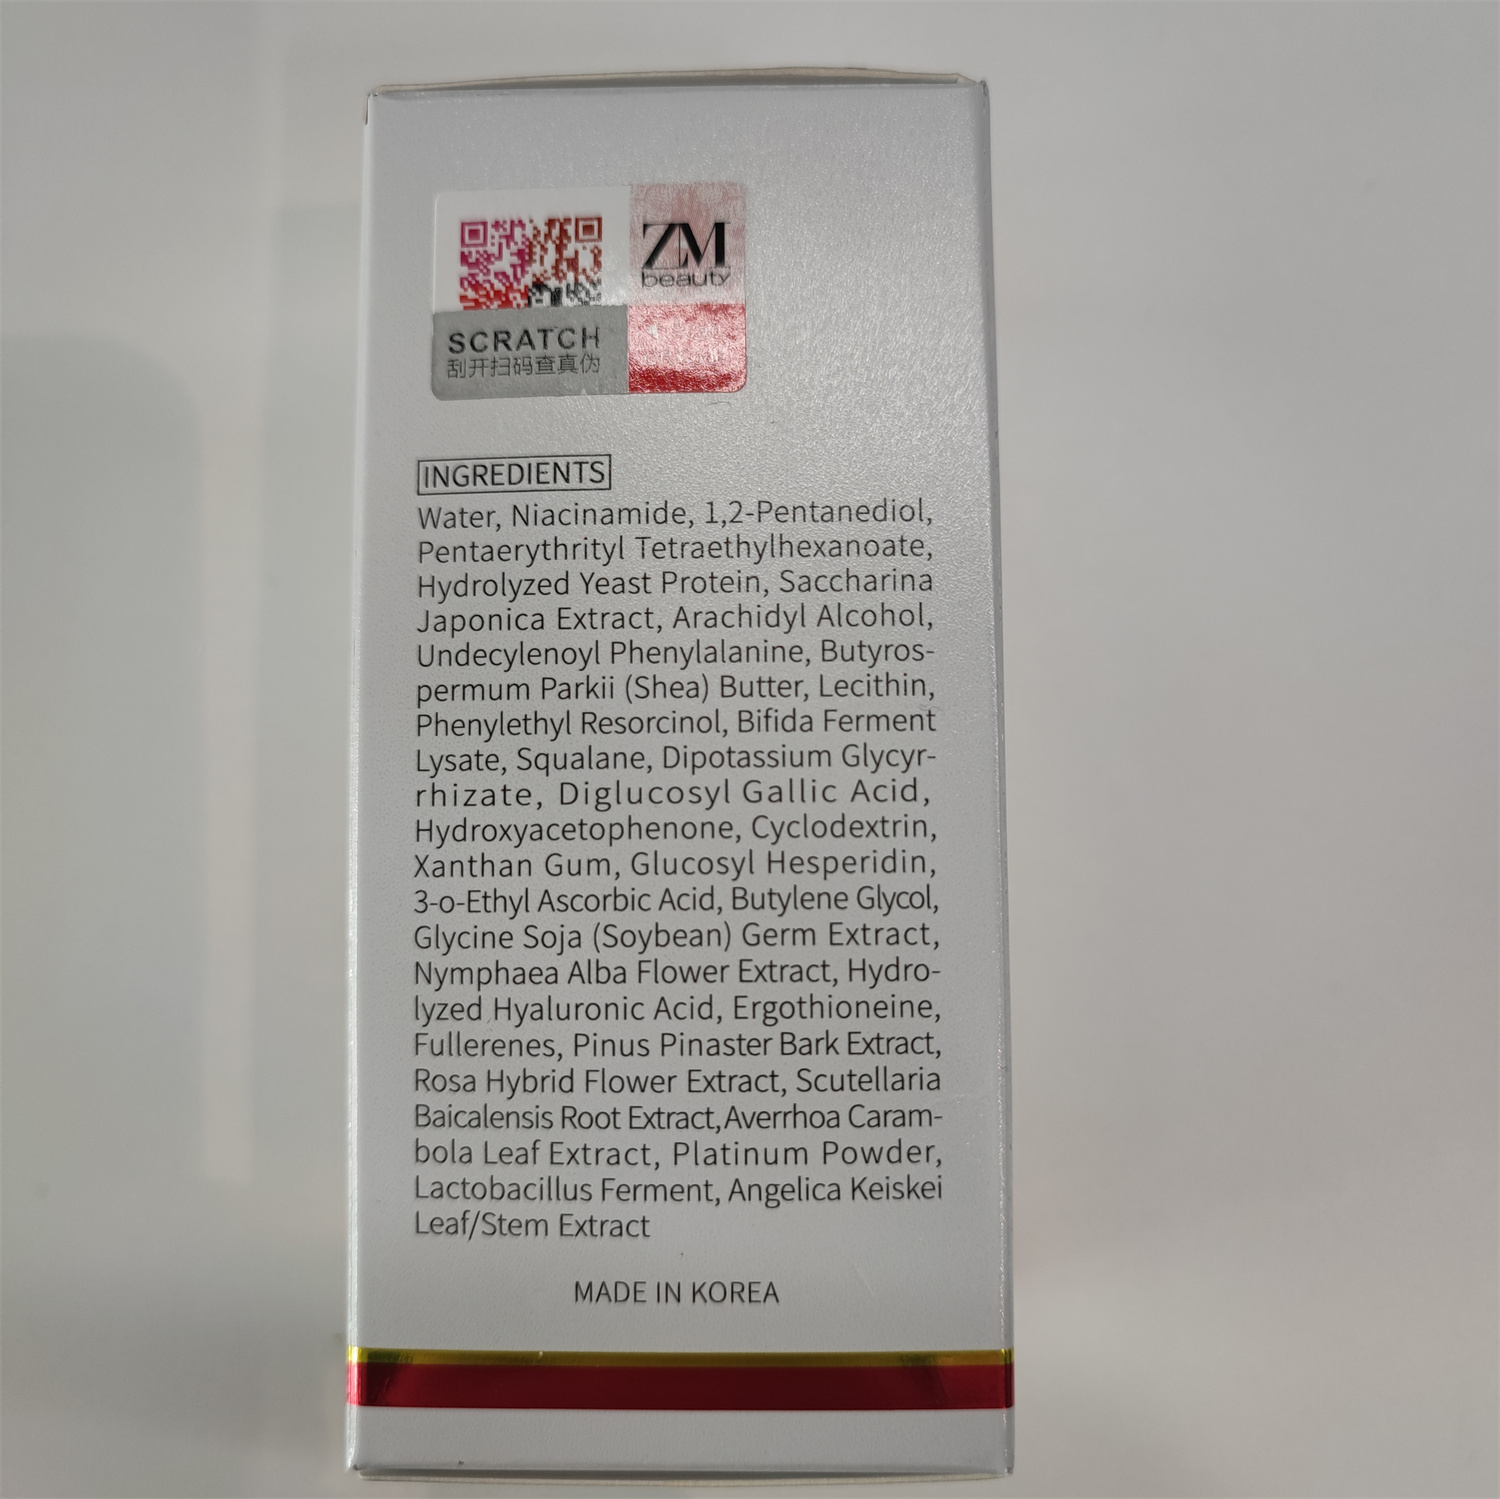 ZM
beauty
SCRATCH
刮开扫码查真伪
INGREDIENTS
Water, Niacinamide, 1,2-Pentanediol,
Pentaerythrityl Tetraethylhexanoate,
Hydrolyzed Yeast Protein, Saccharina
Japonica Extract, Arachidyl Alcohol,
Undecylenoyl Phenylalanine, Butyros-
permum Parkii (Shea) Butter, Lecithin,
Phenylethyl Resorcinol, Bifida Ferment
Lysate, Squalane, Dipotassium Glycyr-
rhizate, Diglucosyl Gallic Acid,
Hydroxyacetophenone, Cyclodextrin,
Xanthan Gum, Glucosyl Hesperidin,
3-o-Ethyl Ascorbic Acid, Butylene Glycol,
Glycine Soja (Soybean) Germ Extract,
Nymphaea Alba Flower Extract, Hydro-
lyzed Hyaluronic Acid, Ergothioneine,
Fullerenes, Pinus Pinaster Bark Extract,
Rosa Hybrid Flower Extract, Scutellaria
Baicalensis Root Extract,Averrhoa Caram-
bola Leaf Extract, Platinum Powder,
Lactobacillus Ferment, Angelica Keiskei
Leaf/Stem Extract
MADE IN KOREA